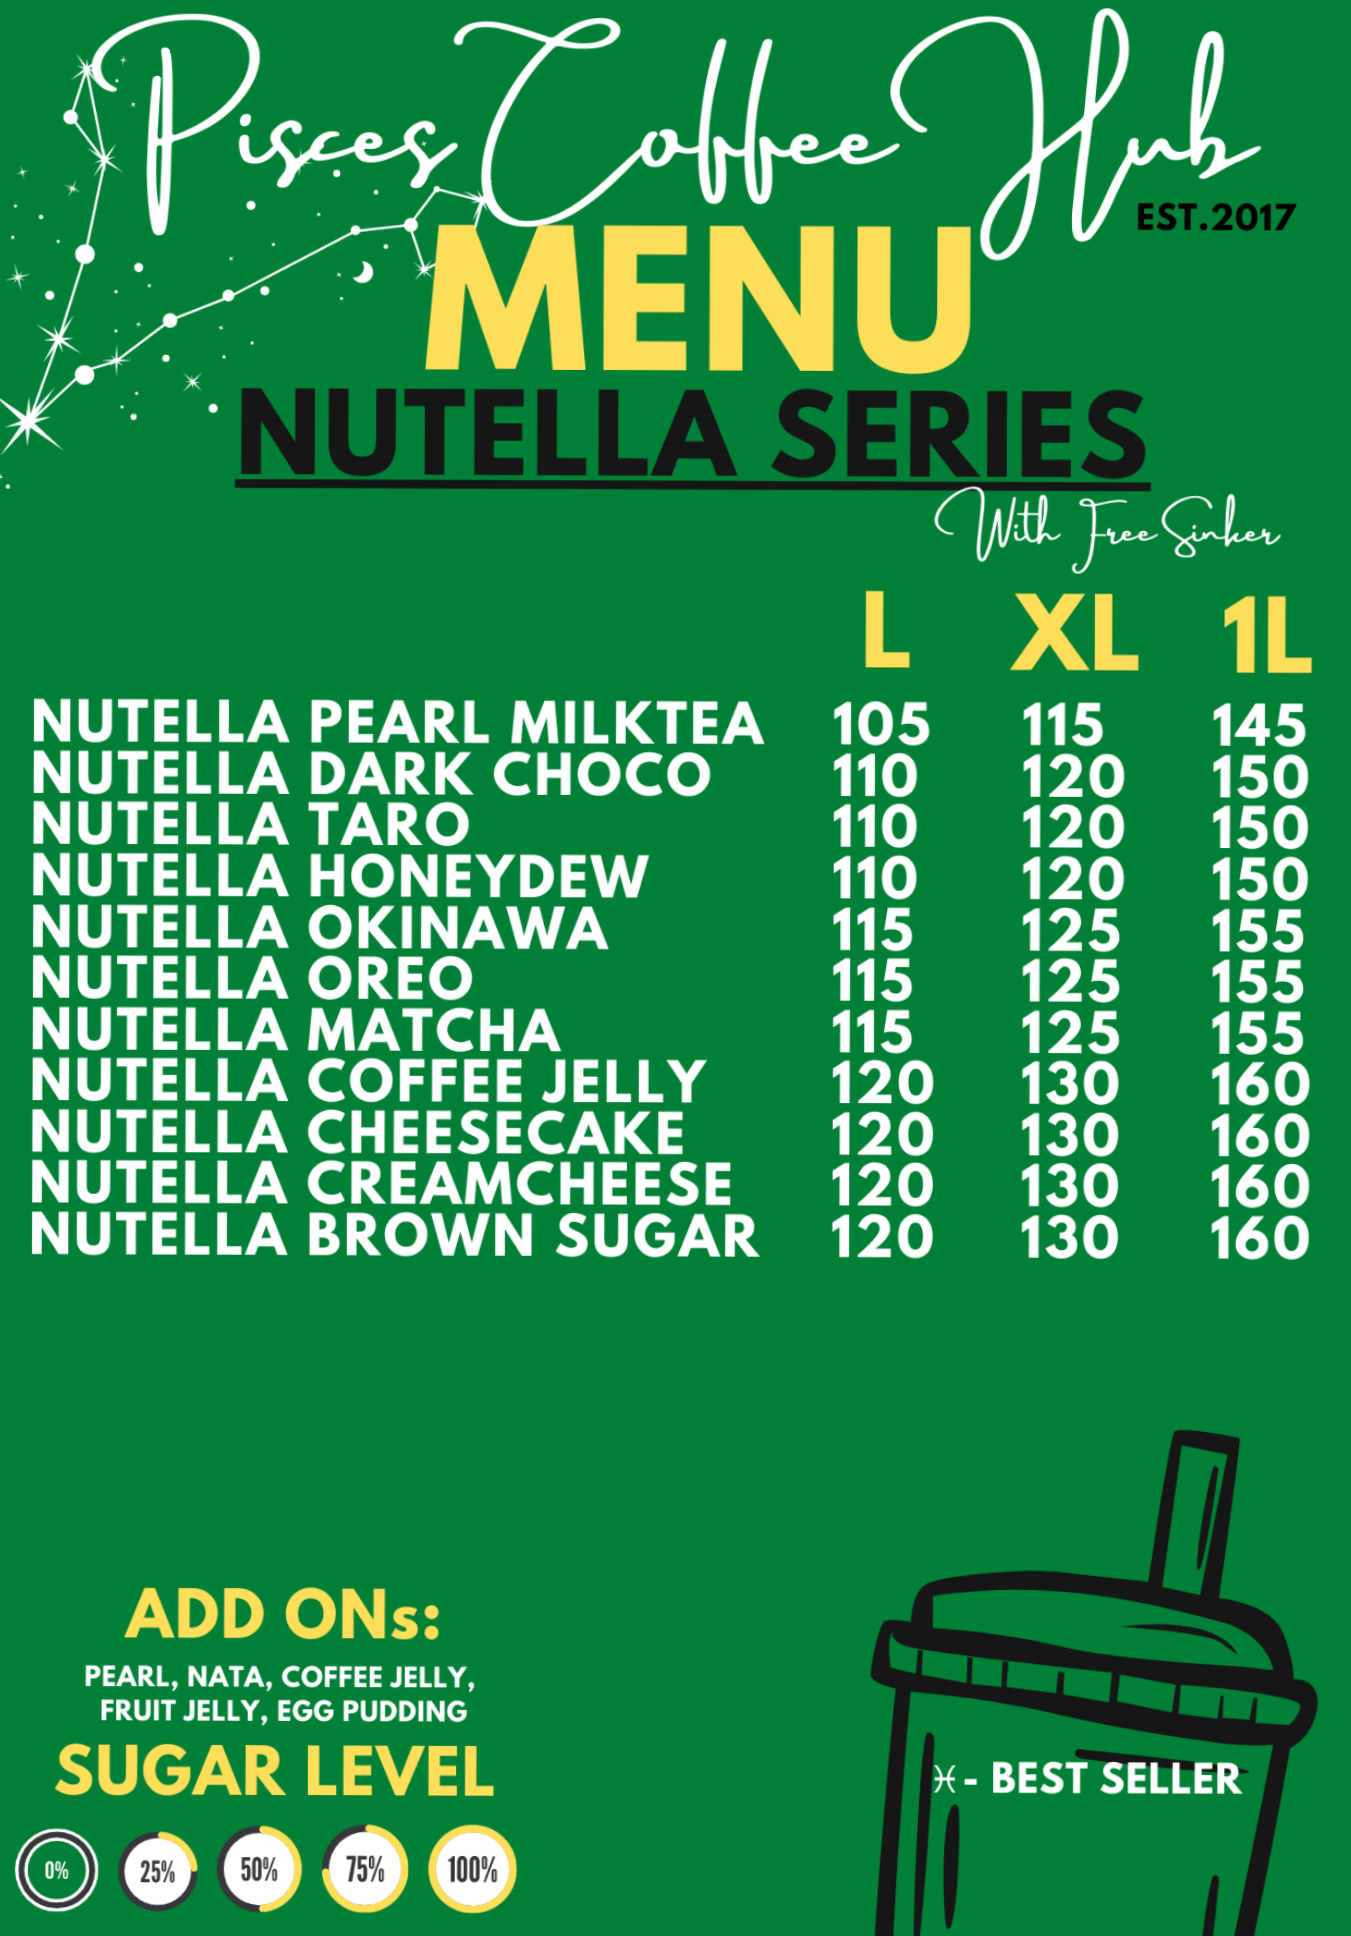 Pisces Coffee Hub
EST.2017
MENU
NUTELLA SERIES
With Free Sinker
L XL 1L
NUTELLA PEARL MILKTEA 105 115 145
NUTELLA DARK CHOCO 110 120 150
NUTELLA TARO 110 120 150
NUTELLA HONEYDEW 110 120 150
NUTELLA OKINAWA 115 125 155
NUTELLA OREO 115 125 155
NUTELLA MATCHA 115 125 155
NUTELLA COFFEE JELLY 120 130 160
NUTELLA CHEESECAKE 120 130 160
NUTELLA CREAMCHEESE 120 130 160
NUTELLA BROWN SUGAR 120 130 160
ADD ONs:
PEARL, NATA, COFFEE JELLY,
FRUIT JELLY, EGG PUDDING
SUGAR LEVEL
0% 25% 50% 75% 100%
♓︎ - BEST SELLER